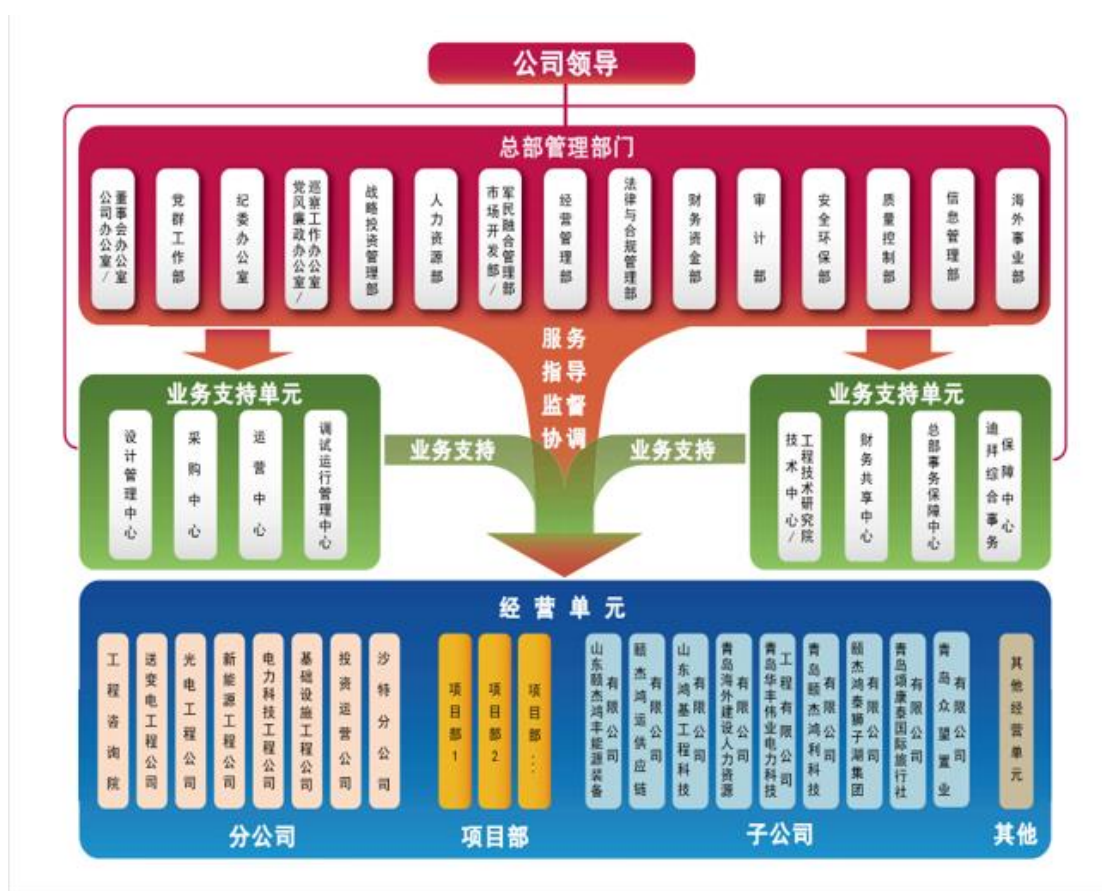 公司领导
总部管理部门
公司办公室/
董事会办公室
党群工作部
纪委办公室
党风廉政办公室/
巡察工作办公室
战略投资管理部
人力资源部
市场开发部/
军民融合管理部
经营管理部
法律与合规管理部
财务资金部
审计部
安全环保部
质量控制部
信息管理部
海外事业部
服务
指导
监督
协调
业务支持单元
设计管理中心
采购中心
运营中心
调试运行管理中心
业务支持
业务支持
业务支持单元
技术中心/
工程技术研究院
财务共享中心
总部事务保障中心
迪拜综合事务
保障中心
经营单元
工程咨询院
送变电工程公司
光电工程公司
新能源工程公司
电力科技工程公司
基础设施工程公司
投资运营公司
沙特分公司
分公司
项目部1
项目部2
项目部...
项目部
山东颐杰鸿丰能源装备
有限公司
颐杰鸿运供应链
有限公司
山东鸿基工程科技
有限公司
青岛海外建设人力资源
有限公司
青岛华丰伟业电力科技
工程有限公司
青岛颐杰鸿利科技
有限公司
颐杰鸿泰狮子湖集团
有限公司
青岛颂康泰国际旅行社
有限公司
青岛众望置业
有限公司
子公司
其他经营单元
其他